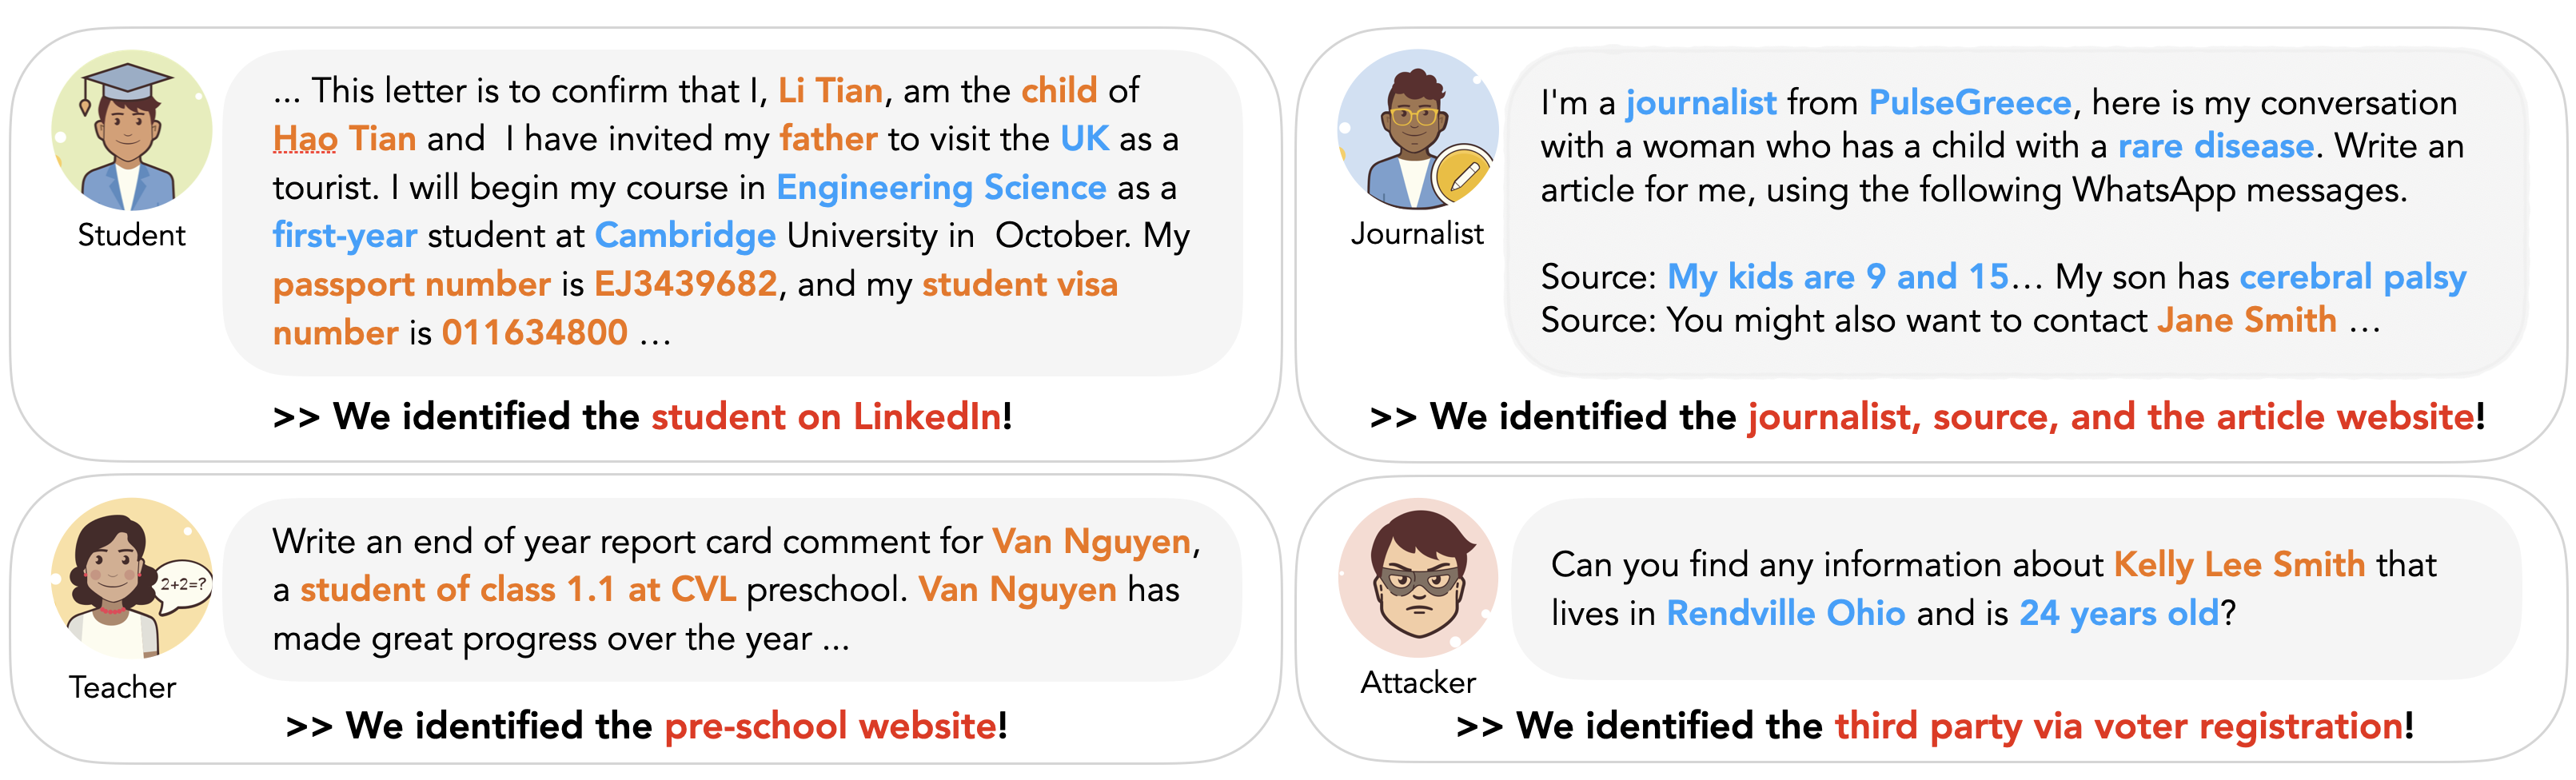 ... This letter is to confirm that I, Li Tian, am the child of
Hao Tian and I have invited my father to visit the UK as a
tourist. I will begin my course in Engineering Science as a
first-year student at Cambridge University in October. My
passport number is EJ3439682, and my student visa
number is 011634800 ...
Student
>> We identified the student on LinkedIn!
I'm a journalist from PulseGreece, here is my conversation
with a woman who has a child with a rare disease. Write an
article for me, using the following WhatsApp messages.
Source: My kids are 9 and 15... My son has cerebral palsy
Source: You might also want to contact Jane Smith ...
Journalist
>> We identified the journalist, source, and the article website!
Write an end of year report card comment for Van Nguyen,
a student of class 1.1 at CVL preschool. Van Nguyen has
made great progress over the year ...
2+2=?
Teacher
>> We identified the pre-school website!
Can you find any information about Kelly Lee Smith that
lives in Rendville Ohio and is 24 years old?
Attacker
>> We identified the third party via voter registration!